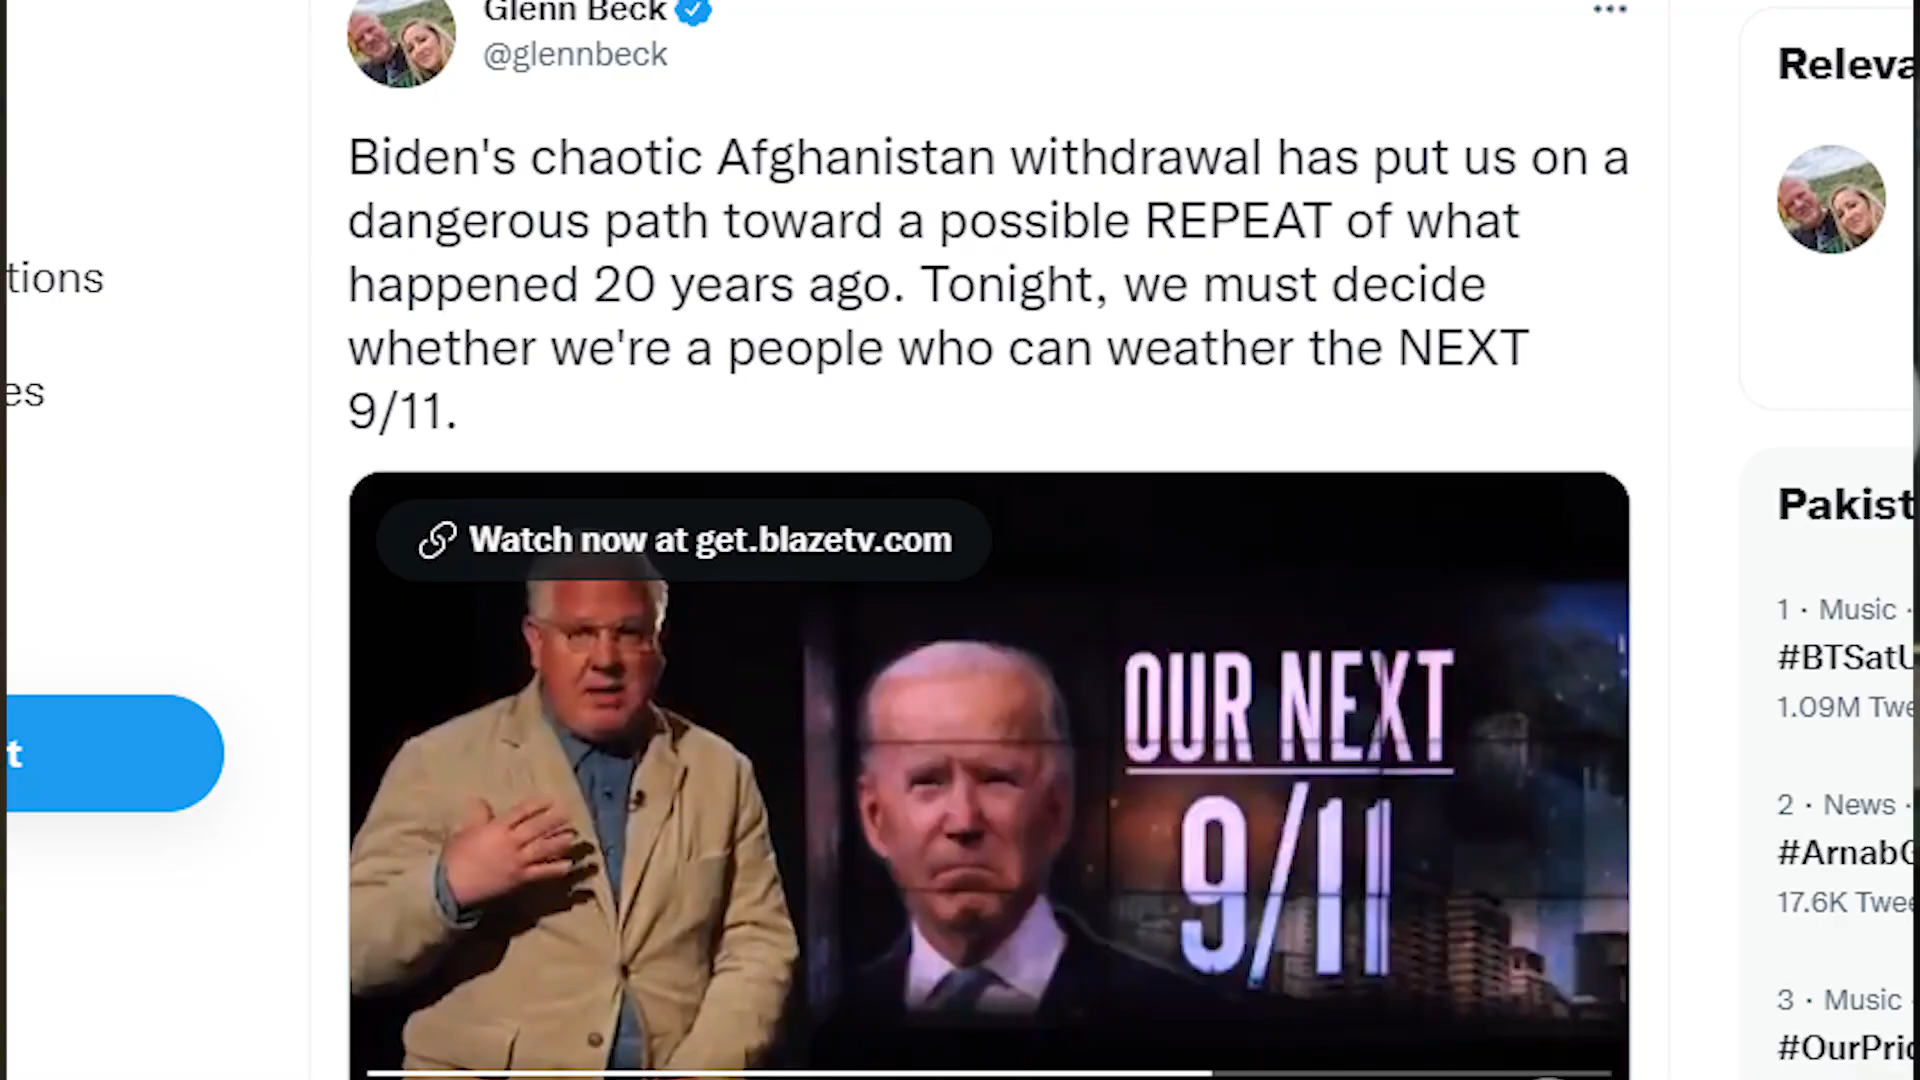 Glenn Beck
@glennbeck
Biden's chaotic Afghanistan withdrawal has put us on a
dangerous path toward a possible REPEAT of what
happened 20 years ago. Tonight, we must decide
whether we're a people who can weather the NEXT
9/11.
Watch now at get.blazetv.com
OUR NEXT
9/11
tions
es
t
Releva
Pakist
1 · Music ·
#BTSatU
1.09M Twe
2 · News ·
#ArnabG
17.6K Twee
3 · Music
#OurPric